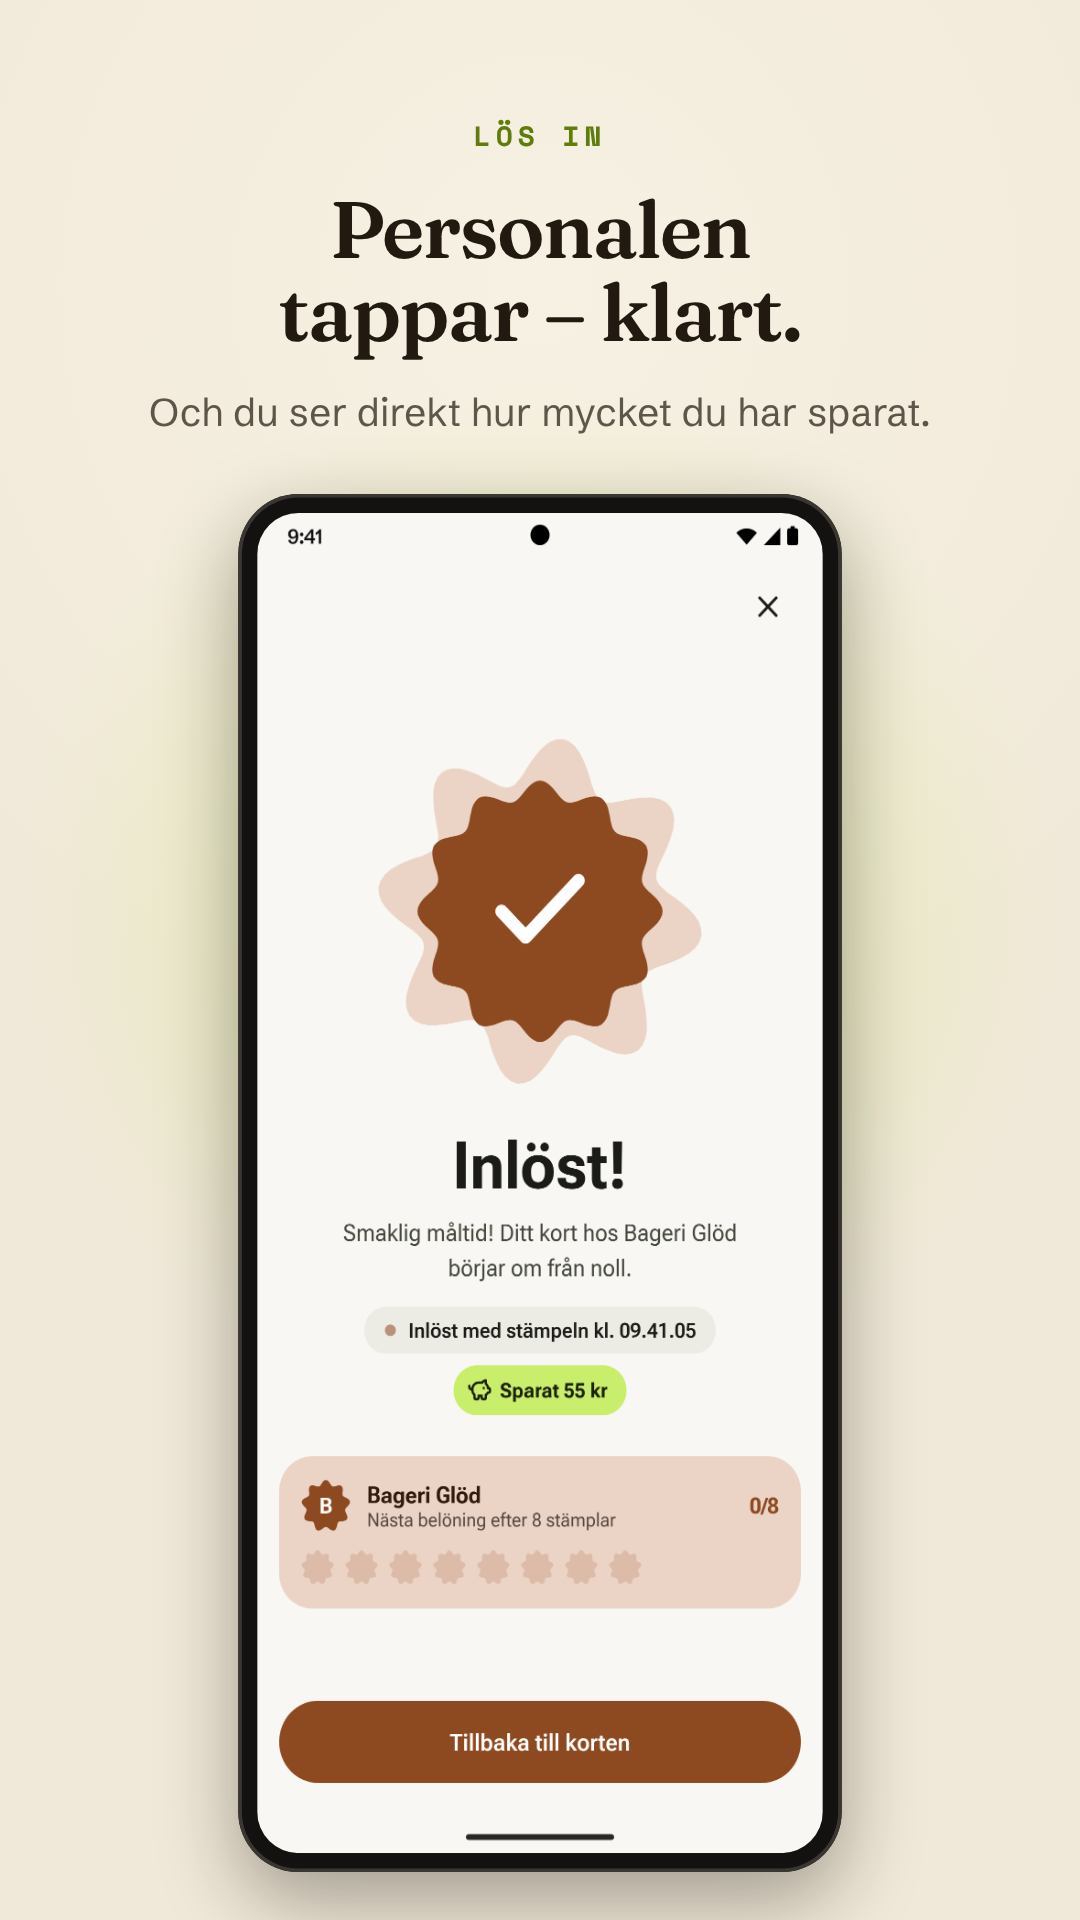 LÖS IN
Personalen
tappar – klart.
Och du ser direkt hur mycket du har sparat.
9:41
Inlöst!
Smaklig måltid! Ditt kort hos Bageri Glöd
börjar om från noll.
Inlöst med stämpeln kl. 09.41.05
Sparat 55 kr
B
Bageri Glöd
0/8
Nästa belöning efter 8 stämplar
Tillbaka till korten